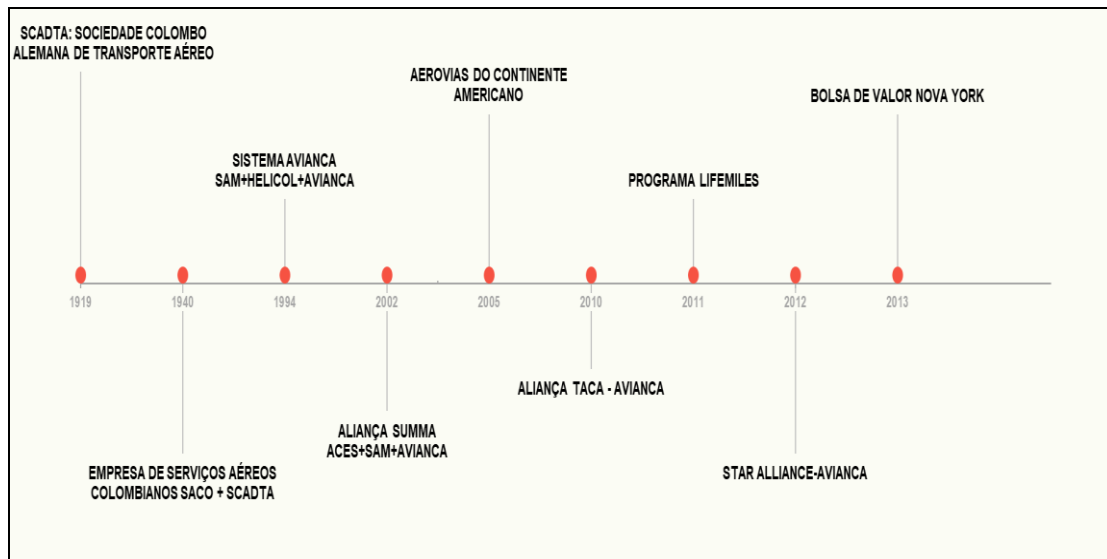 SCADTA: SOCIEDADE COLOMBO
ALEMANA DE TRANSPORTE AÉREO
AEROVIAS DO CONTINENTE
AMERICANO
BOLSA DE VALOR NOVA YORK
SISTEMA AVIANCA
SAM+HELICOL+AVIANCA
PROGRAMA LIFEMILES
1919
1940
1994
2002
2005
2010
2011
2012
2013
ALIANÇA TACA - AVIANCA
ALIANÇA SUMMA
ACES+SAM+AVIANCA
EMPRESA DE SERVIÇOS AÉREOS
COLOMBIANOS SACO + SCADTA
STAR ALLIANCE-AVIANCA